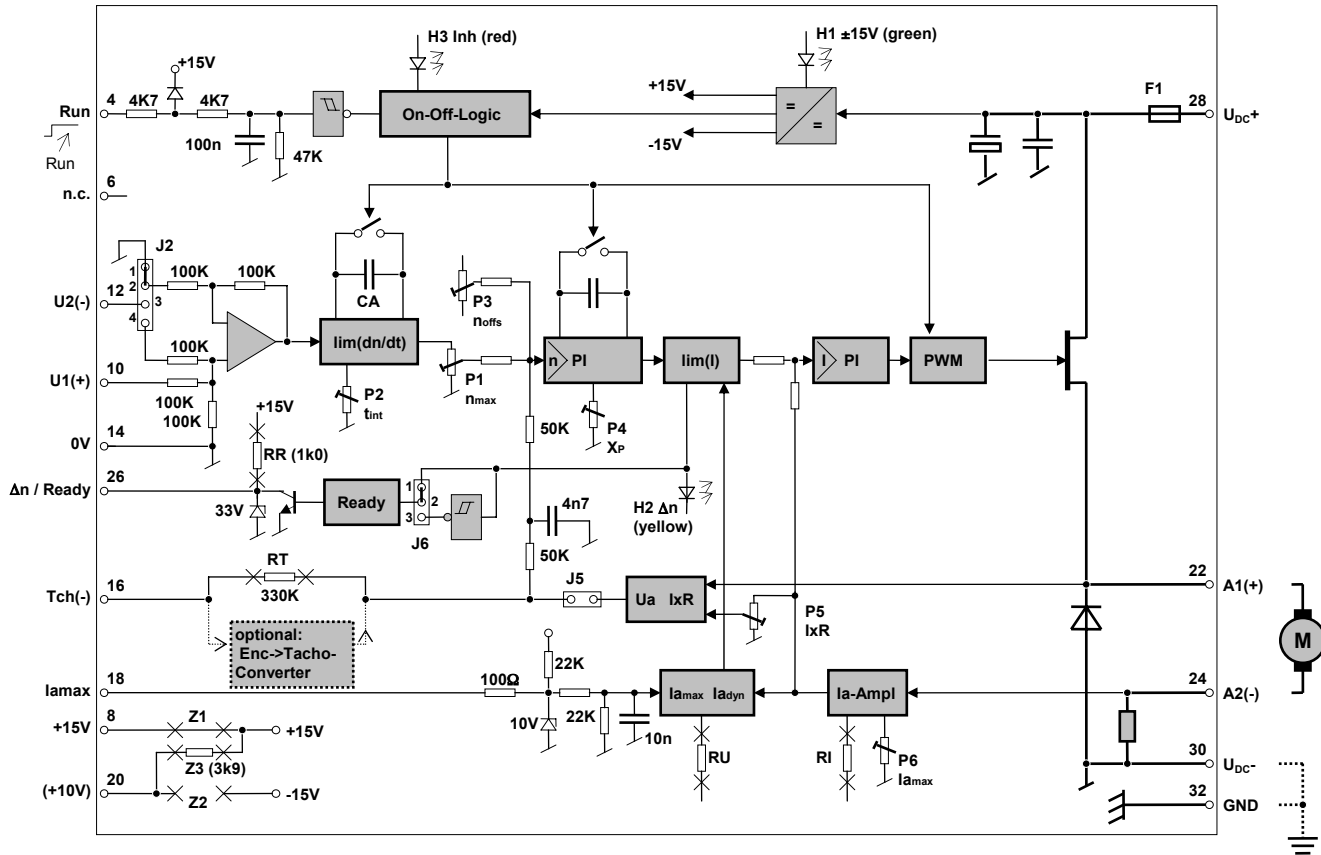 H3 Inh (red)
H1 ±15V (green)
+15V
Run
4
4K7
4K7
100n
47K
On-Off-Logic
+15V
-15V
=
=
F1
28
UDC+
Run
6
n.c.
J2
1
2
3
4
100K
100K
12
U2(-)
100K
10
U1(+)
100K
100K
14
0V
CA
lim(dn/dt)
P2
tint
P3
noffs
P1
nmax
n
PI
P4
XP
lim(I)
I
PI
PWM
50K
+15V
RR (1k0)
26
Δn / Ready
33V
Ready
1
2
3
J6
4n7
H2 Δn
(yellow)
50K
RT
330K
16
Tch(-)
J5
Ua IxR
P5
IxR
22
A1(+)
M
optional:
Enc->Tacho-
Converter
18
Iamax
100Ω
22K
22K
10V
10n
Iamax Iadyn
RU
Ia-Ampl
RI
P6
Iamax
24
A2(-)
8
+15V
Z1
+15V
Z3 (3k9)
20
(+10V)
Z2
-15V
30
UDC-
32
GND